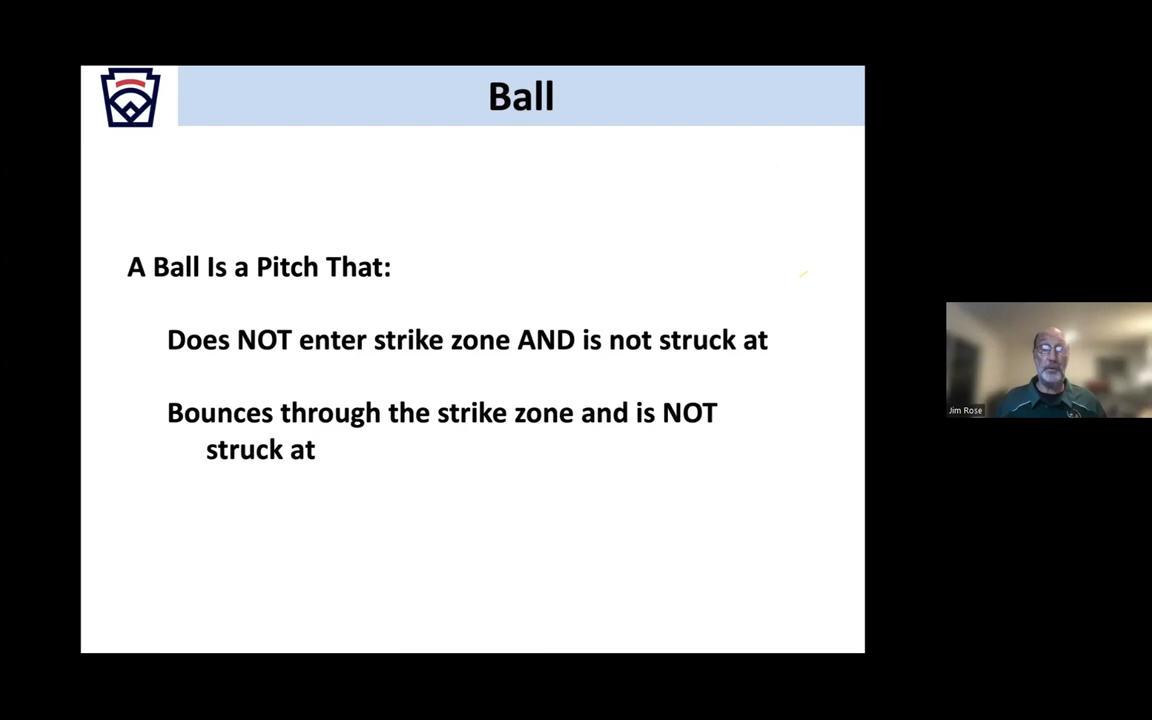 Ball
A Ball Is a Pitch That:
Does NOT enter strike zone AND is not struck at
Bounces through the strike zone and is NOT
struck at
Jim Rose